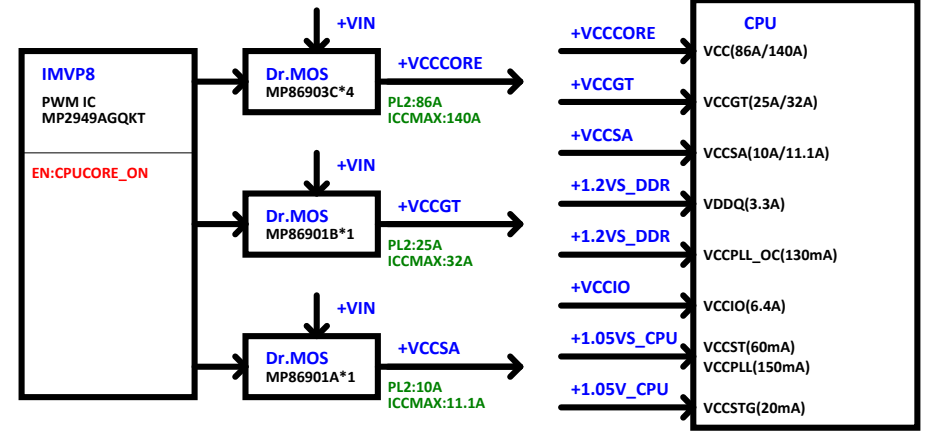 IMVP8
PWM IC
MP2949AGQKT
EN:CPUCORE_ON
+VIN
Dr.MOS
MP86903C*4
+VCCCORE
PL2:86A
ICCMAX:140A
+VIN
Dr.MOS
MP86901B*1
+VCCGT
PL2:25A
ICCMAX:32A
+VIN
Dr.MOS
MP86901A*1
+VCCSA
PL2:10A
ICCMAX:11.1A
CPU
+VCCCORE
VCC(86A/140A)
+VCCGT
VCCGT(25A/32A)
+VCCSA
VCCSA(10A/11.1A)
+1.2VS_DDR
VDDQ(3.3A)
+1.2VS_DDR
VCCPLL_OC(130mA)
+VCCIO
VCCIO(6.4A)
+1.05VS_CPU
VCCST(60mA)
VCCPLL(150mA)
+1.05V_CPU
VCCSTG(20mA)